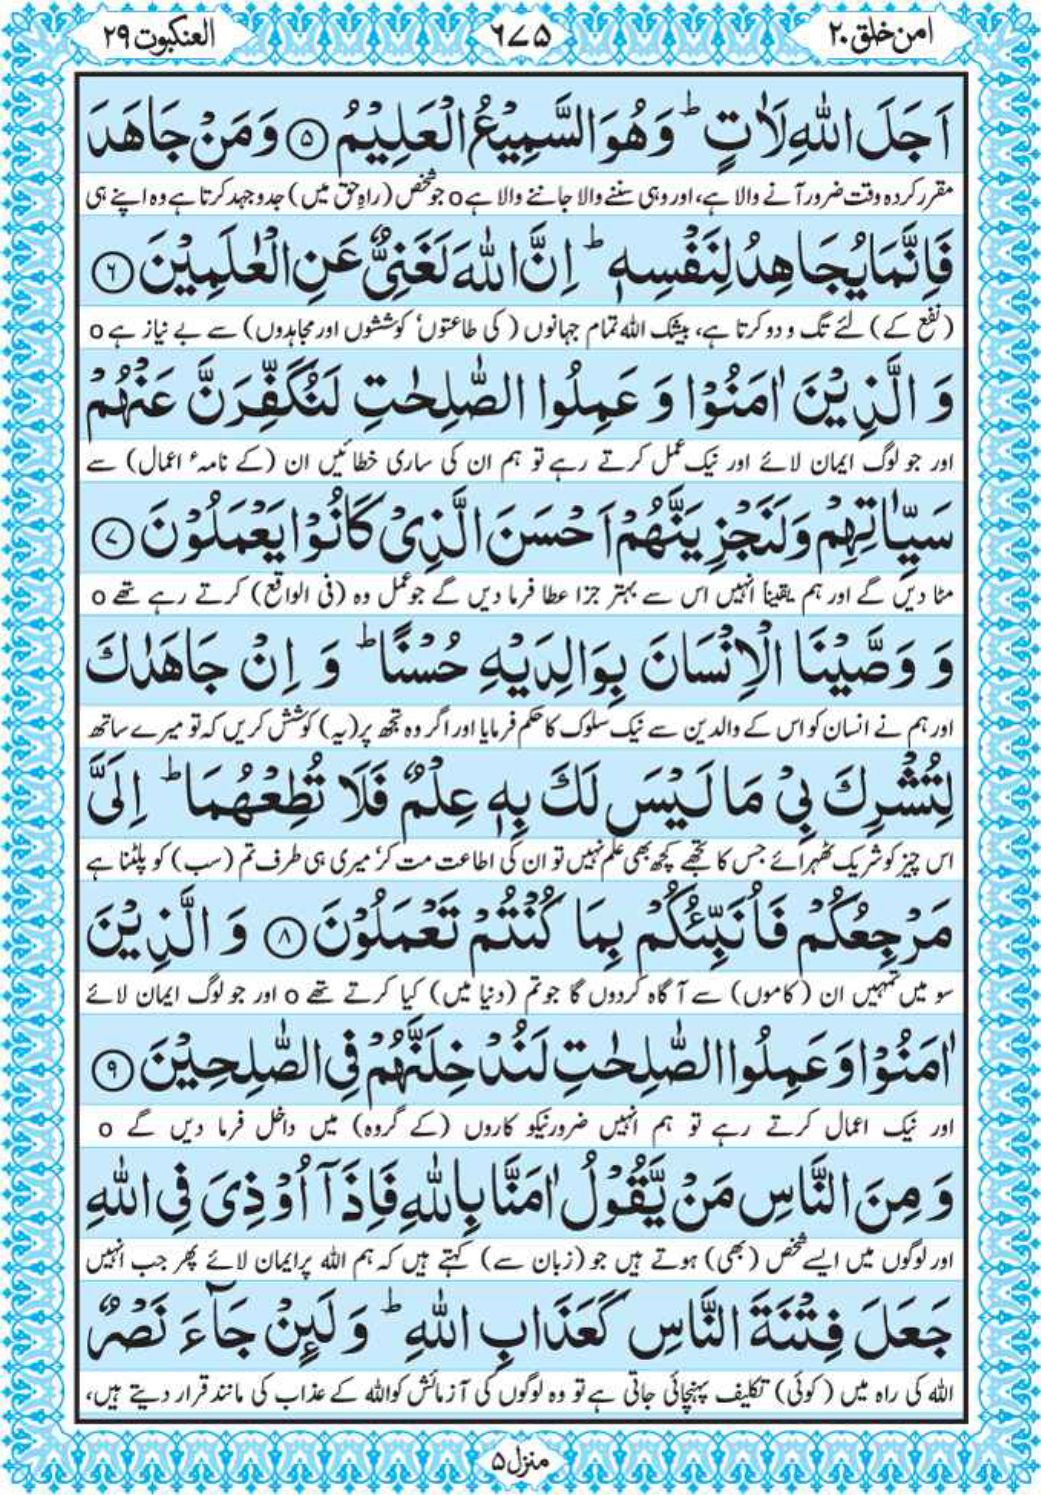 امن خلق ۲۰
۶۷۵
العنکبوت ۲۹
اَجَلَ اللّٰهِ لَاٰتٍ ؕ وَهُوَ السَّمِیْعُ الْعَلِیْمُ ۵ وَمَنْ جَاهَدَ
مقرر کردہ وقت ضرور آنے والا ہے، اور وہی سننے والا جاننے والا ہے o جو شخص (راہِ حق میں) جد و جہد کرتا ہے وہ اپنے ہی
فَاِنَّمَا یُجَاهِدُ لِنَفْسِهٖ ؕ اِنَّ اللّٰهَ لَغَنِیٌّ عَنِ الْعٰلَمِیْنَ ۶
(نفع کے) لئے تگ و دو کرتا ہے، بیشک اللہ تمام جہانوں (کی طاعتوں، کوششوں اور مجاہدوں) سے بے نیاز ہے o
وَ الَّذِیْنَ اٰمَنُوْا وَ عَمِلُوا الصّٰلِحٰتِ لَنُكَفِّرَنَّ عَنْهُمْ
اور جو لوگ ایمان لائے اور نیک عمل کرتے رہے تو ہم ان کی ساری خطائیں ان (کے نامہء اعمال) سے
سَیِّاٰتِهِمْ وَلَنَجْزِیَنَّهُمْ اَحْسَنَ الَّذِیْ كَانُوْا یَعْمَلُوْنَ ۷
مٹا دیں گے اور ہم یقیناً انہیں اس سے بہتر جزا عطا فرما دیں گے جو عمل وہ (فی الواقع) کرتے رہے تھے o
وَ وَصَّیْنَا الْاِنْسَانَ بِوَالِدَیْهِ حُسْنًا ؕ وَ اِنْ جَاهَدٰكَ
اور ہم نے انسان کو اس کے والدین سے نیک سلوک کا حکم فرمایا اور اگر وہ تجھ پر (یہ) کوشش کریں کہ تو میرے ساتھ
لِتُشْرِكَ بِیْ مَا لَیْسَ لَكَ بِهٖ عِلْمٌ فَلَا تُطِعْهُمَا ؕ اِلَیَّ
اس چیز کو شریک ٹھہرائے جس کا تجھے کچھ بھی علم نہیں تو ان کی اطاعت مت کر، میری ہی طرف تم (سب) کو پلٹنا ہے
مَرْجِعُكُمْ فَاُنَبِّئُكُمْ بِمَا كُنْتُمْ تَعْمَلُوْنَ ۸ وَ الَّذِیْنَ
سو میں تمہیں ان (کاموں) سے آگاہ کردوں گا جو تم (دنیا میں) کیا کرتے تھے o اور جو لوگ ایمان لائے
اٰمَنُوْا وَ عَمِلُوا الصّٰلِحٰتِ لَنُدْخِلَنَّهُمْ فِی الصّٰلِحِیْنَ ۹
اور نیک اعمال کرتے رہے تو ہم انہیں ضرور نیکو کاروں (کے گروہ) میں داخل فرما دیں گے o
وَ مِنَ النَّاسِ مَنْ یَّقُوْلُ اٰمَنَّا بِاللّٰهِ فَاِذَاۤ اُوْذِیَ فِی اللّٰهِ
اور لوگوں میں ایسے شخص (بھی) ہوتے ہیں جو (زبان سے) کہتے ہیں کہ ہم اللہ پر ایمان لائے پھر جب انہیں
جَعَلَ فِتْنَةَ النَّاسِ كَعَذَابِ اللّٰهِ ؕ وَ لَىِٕنْ جَآءَ نَصْرٌ
اللہ کی راہ میں (کوئی) تکلیف پہنچائی جاتی ہے تو وہ لوگوں کی آزمائش کو اللہ کے عذاب کی مانند قرار دیتے ہیں،
منزل ۵